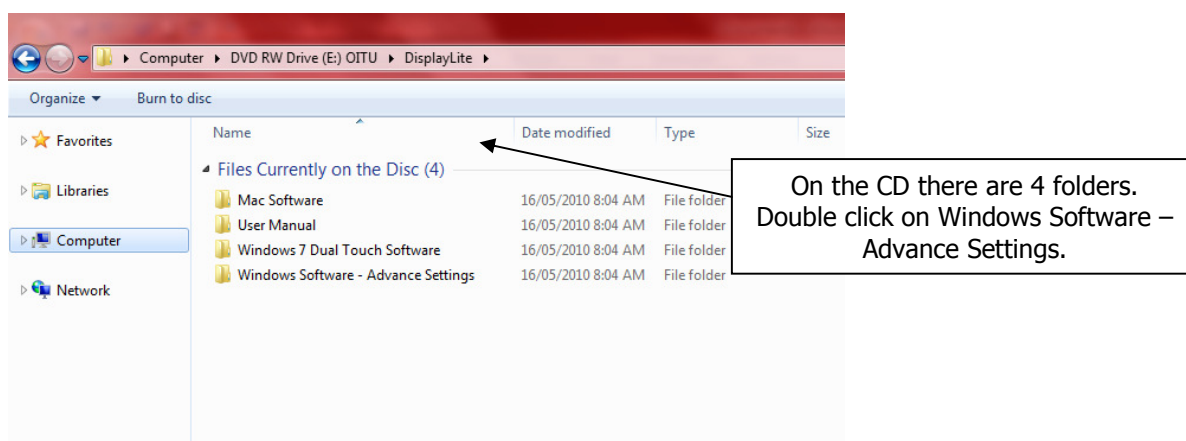 Computer DVD RW Drive (E:) OITU DisplayLite
Organize Burn to disc
Name Date modified Type Size
Favorites
Files Currently on the Disc (4)
Libraries
Mac Software 16/05/2010 8:04 AM File folder
User Manual 16/05/2010 8:04 AM File folder
Computer
Windows 7 Dual Touch Software 16/05/2010 8:04 AM File folder
Windows Software - Advance Settings 16/05/2010 8:04 AM File folder
Network
On the CD there are 4 folders.
Double click on Windows Software –
Advance Settings.